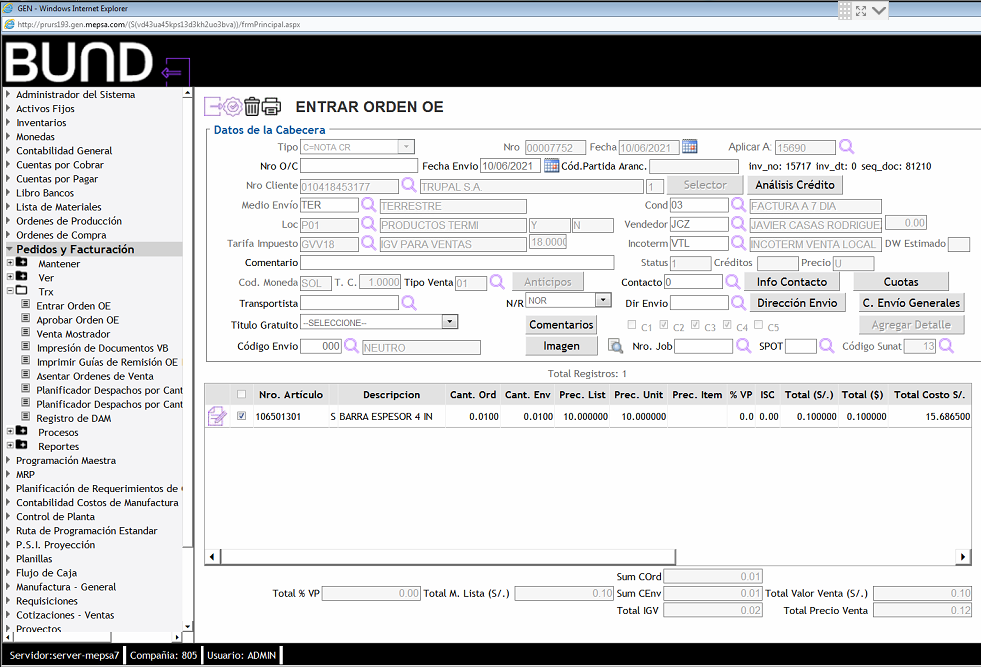 GEN - Windows Internet Explorer
http://prurs193.gen.mepsa.com/(S(vd43ua45kps13d3kh2uo3bva))/frmPrincipal.aspx
BUND
Administrador del Sistema
Activos Fijos
Inventarios
Monedas
Contabilidad General
Cuentas por Cobrar
Cuentas por Pagar
Libro Bancos
Lista de Materiales
Ordenes de Producción
Ordenes de Compra
Pedidos y Facturación
Mantener
Ver
Trx
Entrar Orden OE
Aprobar Orden OE
Venta Mostrador
Impresión de Documentos VB
Imprimir Guías de Remisión OE
Asentar Ordenes de Venta
Planificador Despachos por Cant
Planificador Despachos por Cant
Registro de DAM
Procesos
Reportes
Programación Maestra
MRP
Planificación de Requerimientos de
Contabilidad Costos de Manufactura
Control de Planta
Ruta de Programación Estandar
P.S.I. Proyección
Planillas
Flujo de Caja
Manufactura - General
Requisiciones
Cotizaciones - Ventas
Proyectos
ENTRAR ORDEN OE
Datos de la Cabecera
Tipo C=NOTA CR Nro 00007752 Fecha 10/06/2021 Aplicar A: 15690
Nro O/C Fecha Envio 10/06/2021 Cód.Partida Aranc. inv_no: 15717 inv_dt: 0 seq_doc: 81210
Nro Cliente 010418453177 TRUPAL S.A. 1 Selector Análisis Crédito
Medio Envío TER TERRESTRE Cond 03 FACTURA A 7 DIA
Loc P01 PRODUCTOS TERMI Y N Vendedor JCZ JAVIER CASAS RODRIGUE 0.00
Tarifa Impuesto GVV18 IGV PARA VENTAS 18.0000 Incoterm VTL INCOTERM VENTA LOCAL DW Estimado
Comentario Status 1 Créditos Precio U
Cod. Moneda SOL T. C. 1.0000 Tipo Venta 01 Anticipos Contacto 0 Info Contacto Cuotas
Transportista N/R NOR Dir Envio Dirección Envio C. Envío Generales
Titulo Gratuito --SELECCIONE-- Comentarios C1 C2 C3 C4 C5 Agregar Detalle
Código Envio 000 NEUTRO Imagen Nro. Job SPOT Código Sunat 13
Total Registros: 1
Nro. Artículo Descripcion Cant. Ord Cant. Env Prec. List Prec. Unit Prec. Item % VP ISC Total (S/.) Total ($) Total Costo S/.
106501301 S BARRA ESPESOR 4 IN 0.0100 0.0100 10.000000 10.000000 0.0 0.00 0.100000 0.100000 15.686500
Sum COrd 0.01
Total % VP 0.00 Total M. Lista (S/.) 0.10 Sum CEnv 0.01 Total Valor Venta (S/.) 0.10
Total IGV 0.02 Total Precio Venta 0.12
Servidor:server-mepsa7 Compañia: 805 Usuario: ADMIN